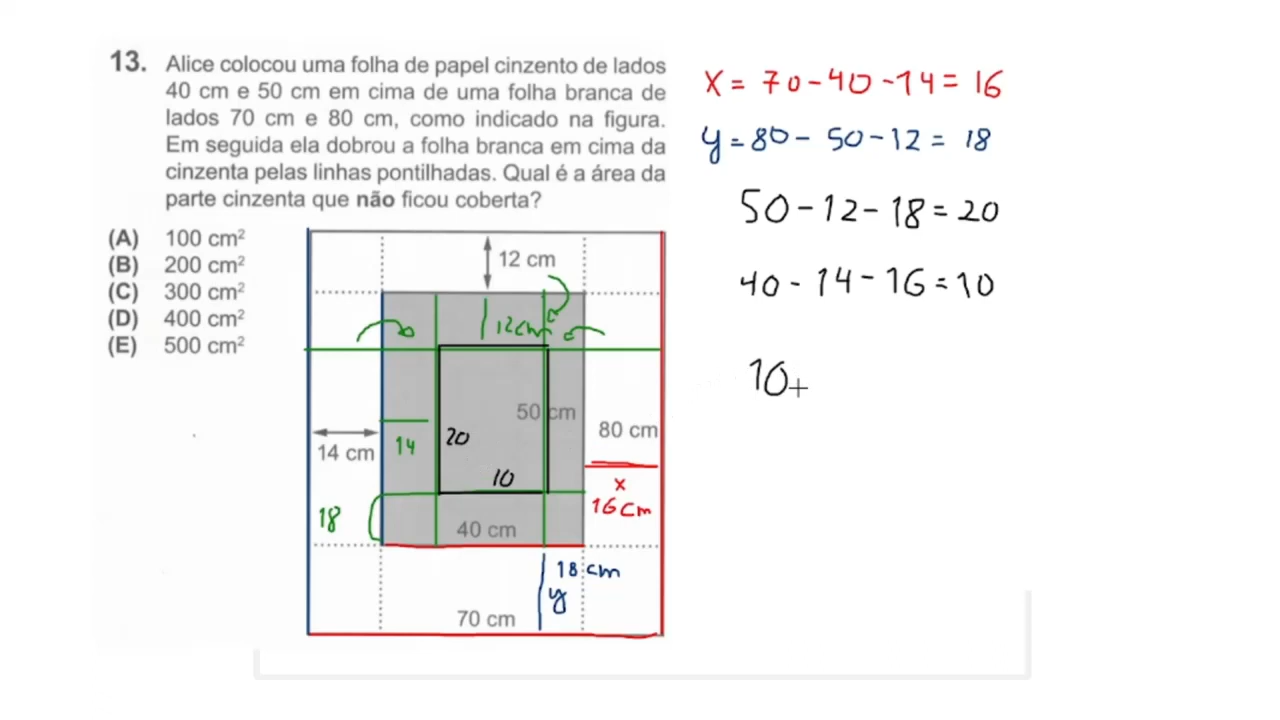 13. Alice colocou uma folha de papel cinzento de lados
40 cm e 50 cm em cima de uma folha branca de
lados 70 cm e 80 cm, como indicado na figura.
Em seguida ela dobrou a folha branca em cima da
cinzenta pelas linhas pontilhadas. Qual é a área da
parte cinzenta que não ficou coberta?
(A) 100 cm²
(B) 200 cm²
(C) 300 cm²
(D) 400 cm²
(E) 500 cm²
12 cm
12cm
50 cm
80 cm
14 cm
14
20
10
x
16cm
18
40 cm
18 cm
y
70 cm
x = 70-40-14 = 16
y = 80-50-12 = 18
50-12-18=20
40-14-16=10
10